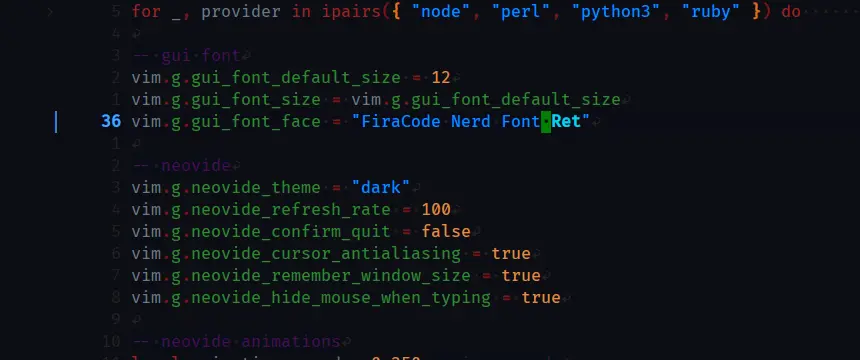 5 for _, provider in ipairs({ "node", "perl", "python3", "ruby" }) do
4
3 -- gui font
2 vim.g.gui_font_default_size = 12
1 vim.g.gui_font_size = vim.g.gui_font_default_size
36 vim.g.gui_font_face = "FiraCode Nerd Font Ret"
1
2 -- neovide
3 vim.g.neovide_theme = "dark"
4 vim.g.neovide_refresh_rate = 100
5 vim.g.neovide_confirm_quit = false
6 vim.g.neovide_cursor_antialiasing = true
7 vim.g.neovide_remember_window_size = true
8 vim.g.neovide_hide_mouse_when_typing = true
9
10 -- neovide animations